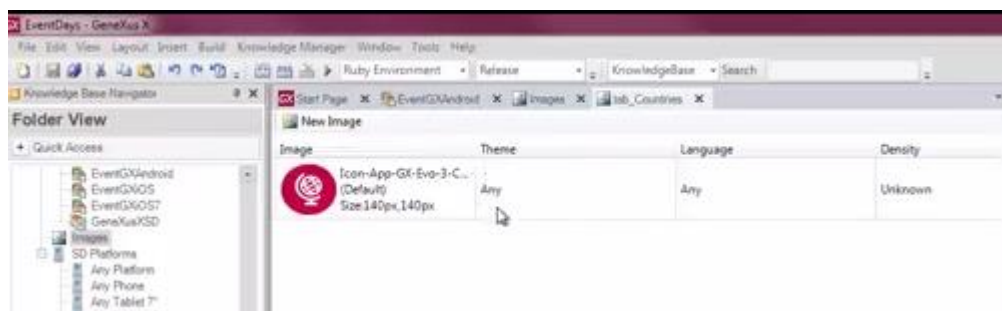 EventDays - GeneXus X
File Edit View Layout Insert Build Knowledge Manager Window Tools Help
Ruby Environment Release KnowledgeBase Search
Knowledge Base Navigator
Start Page EventGXAndroid Images tab_Countries
Folder View
New Image
Quick Access
Image Theme Language Density
EventGXAndroid
EventGXiOS
EventGXiOS7
GeneXusXSD
Images
SD Platforms
Any Platform
Any Phone
Any Tablet 7"
Icon-App-GX-Evo-3-C...
(Default) Any Any Unknown
Size:140px,140px